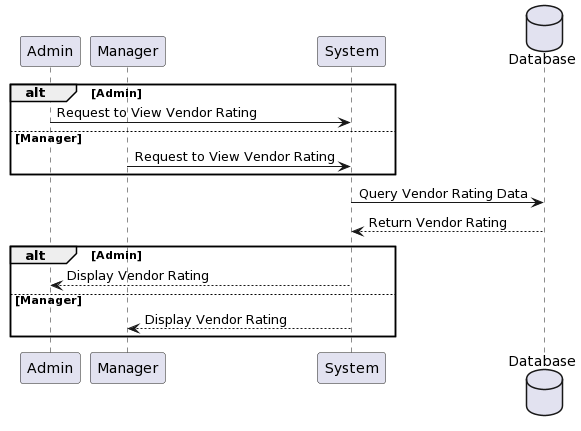 Admin Manager System Database
alt [Admin]
Request to View Vendor Rating
[Manager]
Request to View Vendor Rating
Query Vendor Rating Data
Return Vendor Rating
alt [Admin]
Display Vendor Rating
[Manager]
Display Vendor Rating
Admin Manager System Database